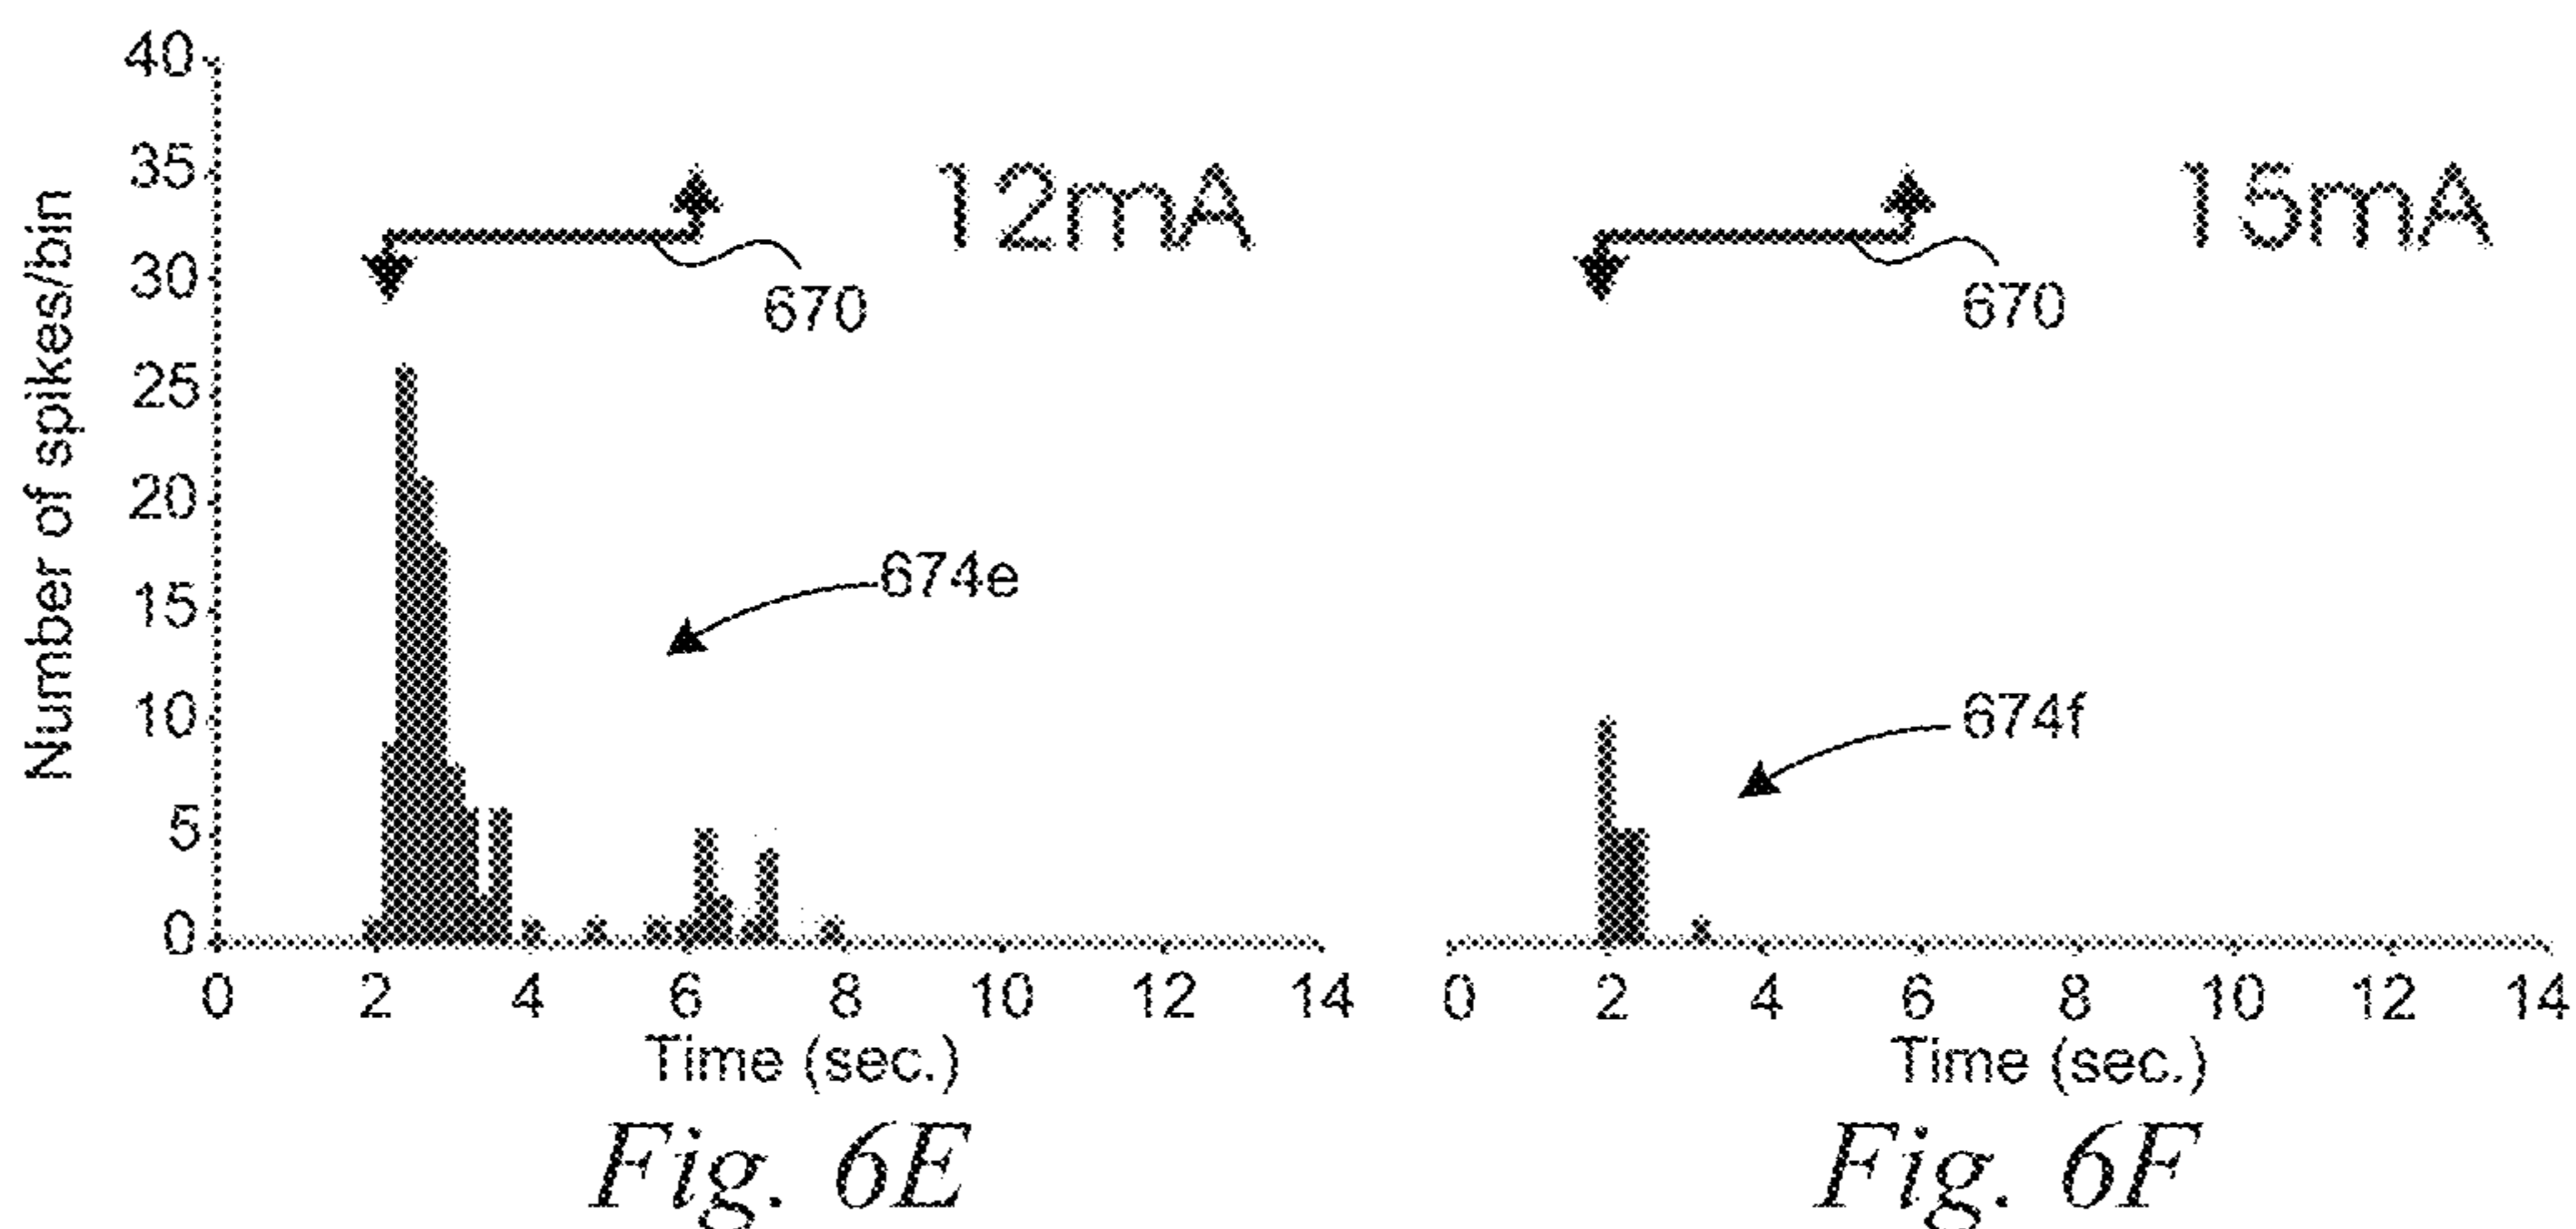 Number of spikes/bin
40
35
30
25
20
15
10
5
0
12mA
670
674e
0 2 4 6 8 10 12 14
Time (sec.)
Fig. 6E
15mA
670
674f
0 2 4 6 8 10 12 14
Time (sec.)
Fig. 6F